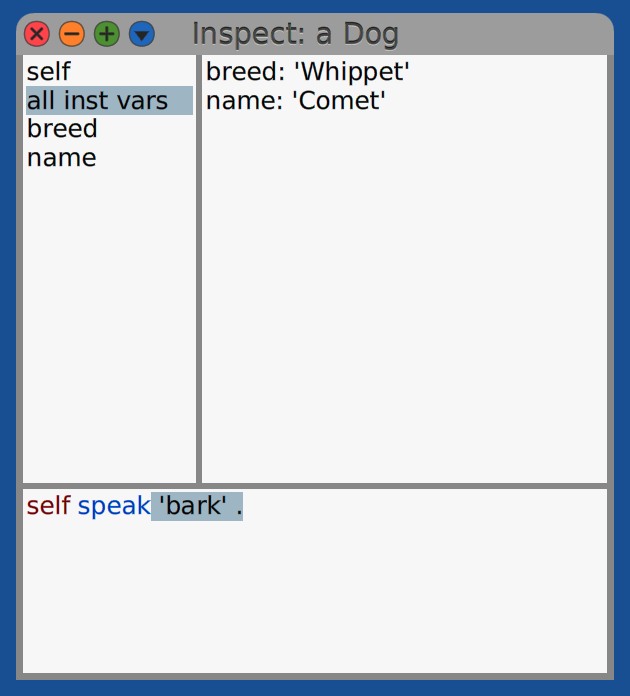 Inspect: a Dog
self
all inst vars
breed
name
breed: 'Whippet'
name: 'Comet'
self speak 'bark' .